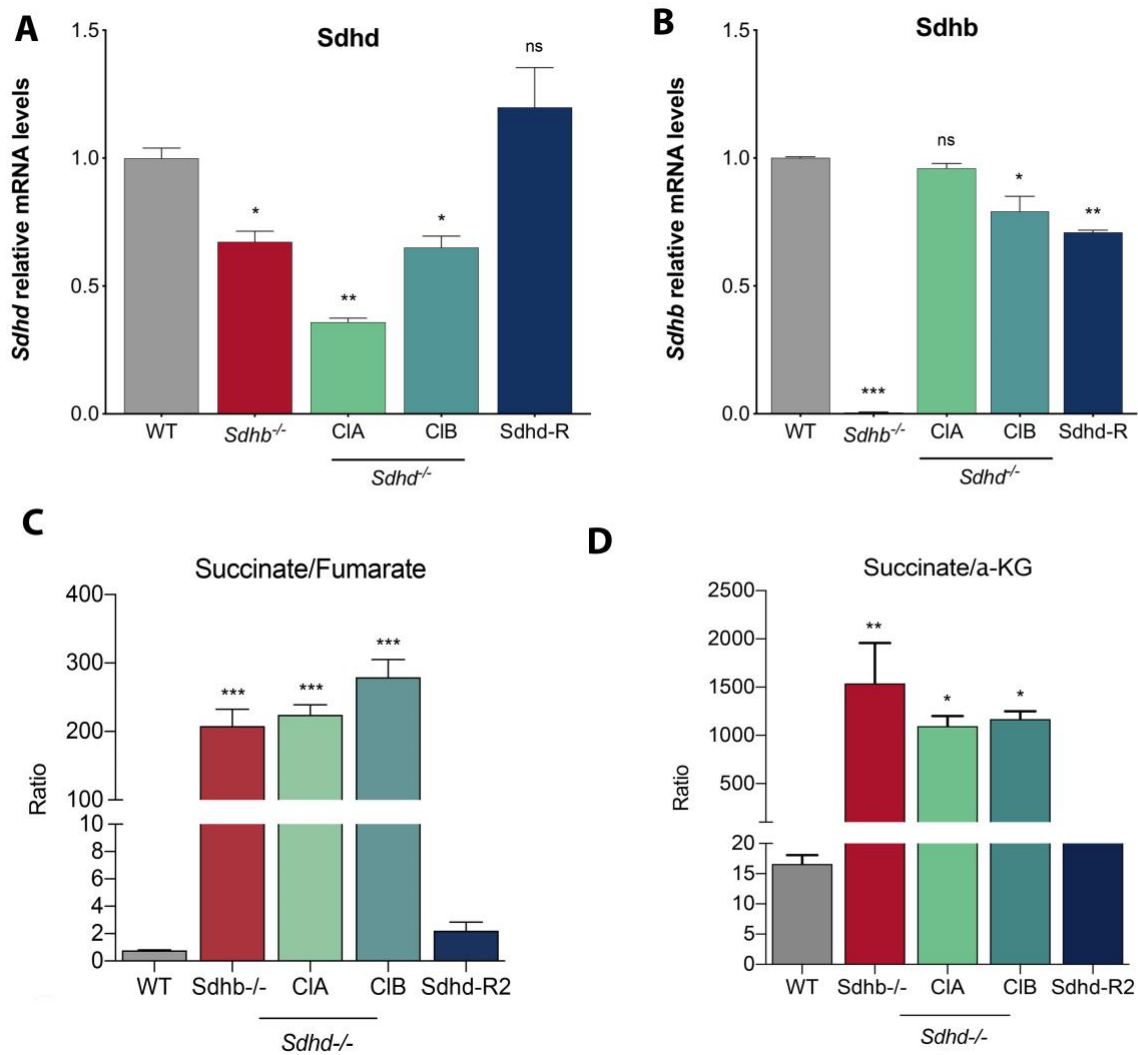 A
Sdhd
Sdhd relative mRNA levels
1.5
1.0
0.5
0.0
*
**
*
ns
WT
Sdhb-/-
ClA
ClB
Sdhd-R
Sdhd-/-
B
Sdhb
Sdhb relative mRNA levels
1.5
1.0
0.5
0.0
***
ns
*
**
WT
Sdhb-/-
ClA
ClB
Sdhd-R
Sdhd-/-
C
Succinate/Fumarate
Ratio
400
300
200
100
10
8
6
4
2
0
***
***
***
WT
Sdhb-/-
ClA
ClB
Sdhd-R2
Sdhd-/-
D
Succinate/a-KG
Ratio
2500
2000
1500
1000
500
20
15
10
5
0
**
*
*
WT
Sdhb-/-
ClA
ClB
Sdhd-R2
Sdhd-/-